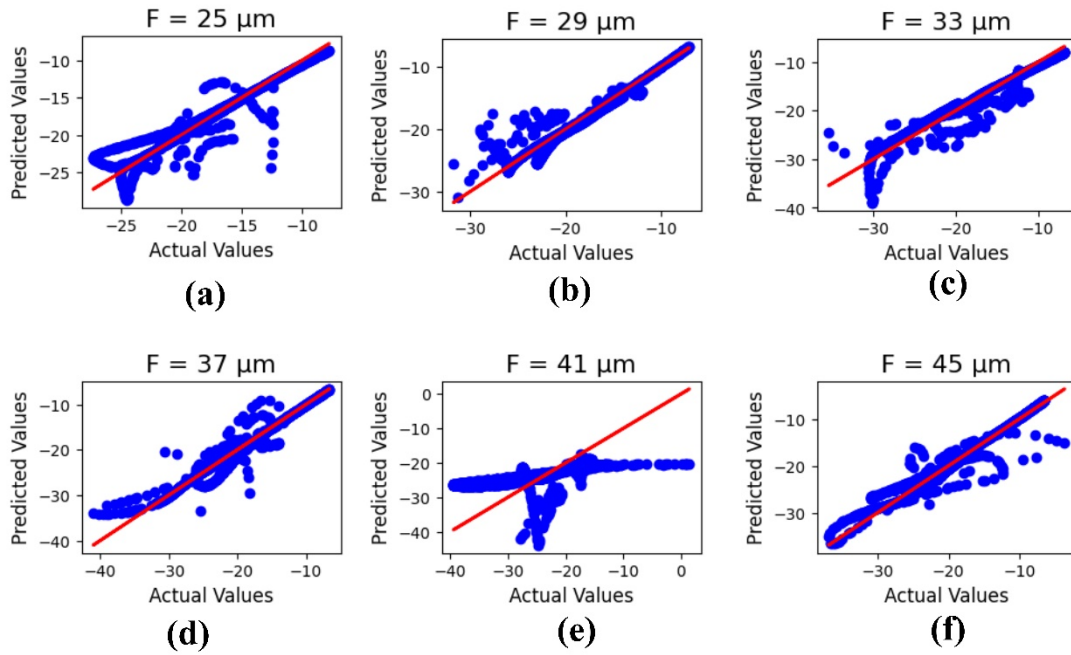 F = 25 μm
F = 29 μm
F = 33 μm
Predicted Values
−10
−15
−20
−25
−25
−20
−15
−10
Actual Values
(a)
Predicted Values
−10
−20
−30
−30
−20
−10
Actual Values
(b)
Predicted Values
−10
−20
−30
−40
−30
−20
−10
Actual Values
(c)
F = 37 μm
F = 41 μm
F = 45 μm
Predicted Values
−10
−20
−30
−40
−40
−30
−20
−10
Actual Values
(d)
Predicted Values
0
−10
−20
−30
−40
−40
−30
−20
−10
0
Actual Values
(e)
Predicted Values
−10
−20
−30
−30
−20
−10
Actual Values
(f)